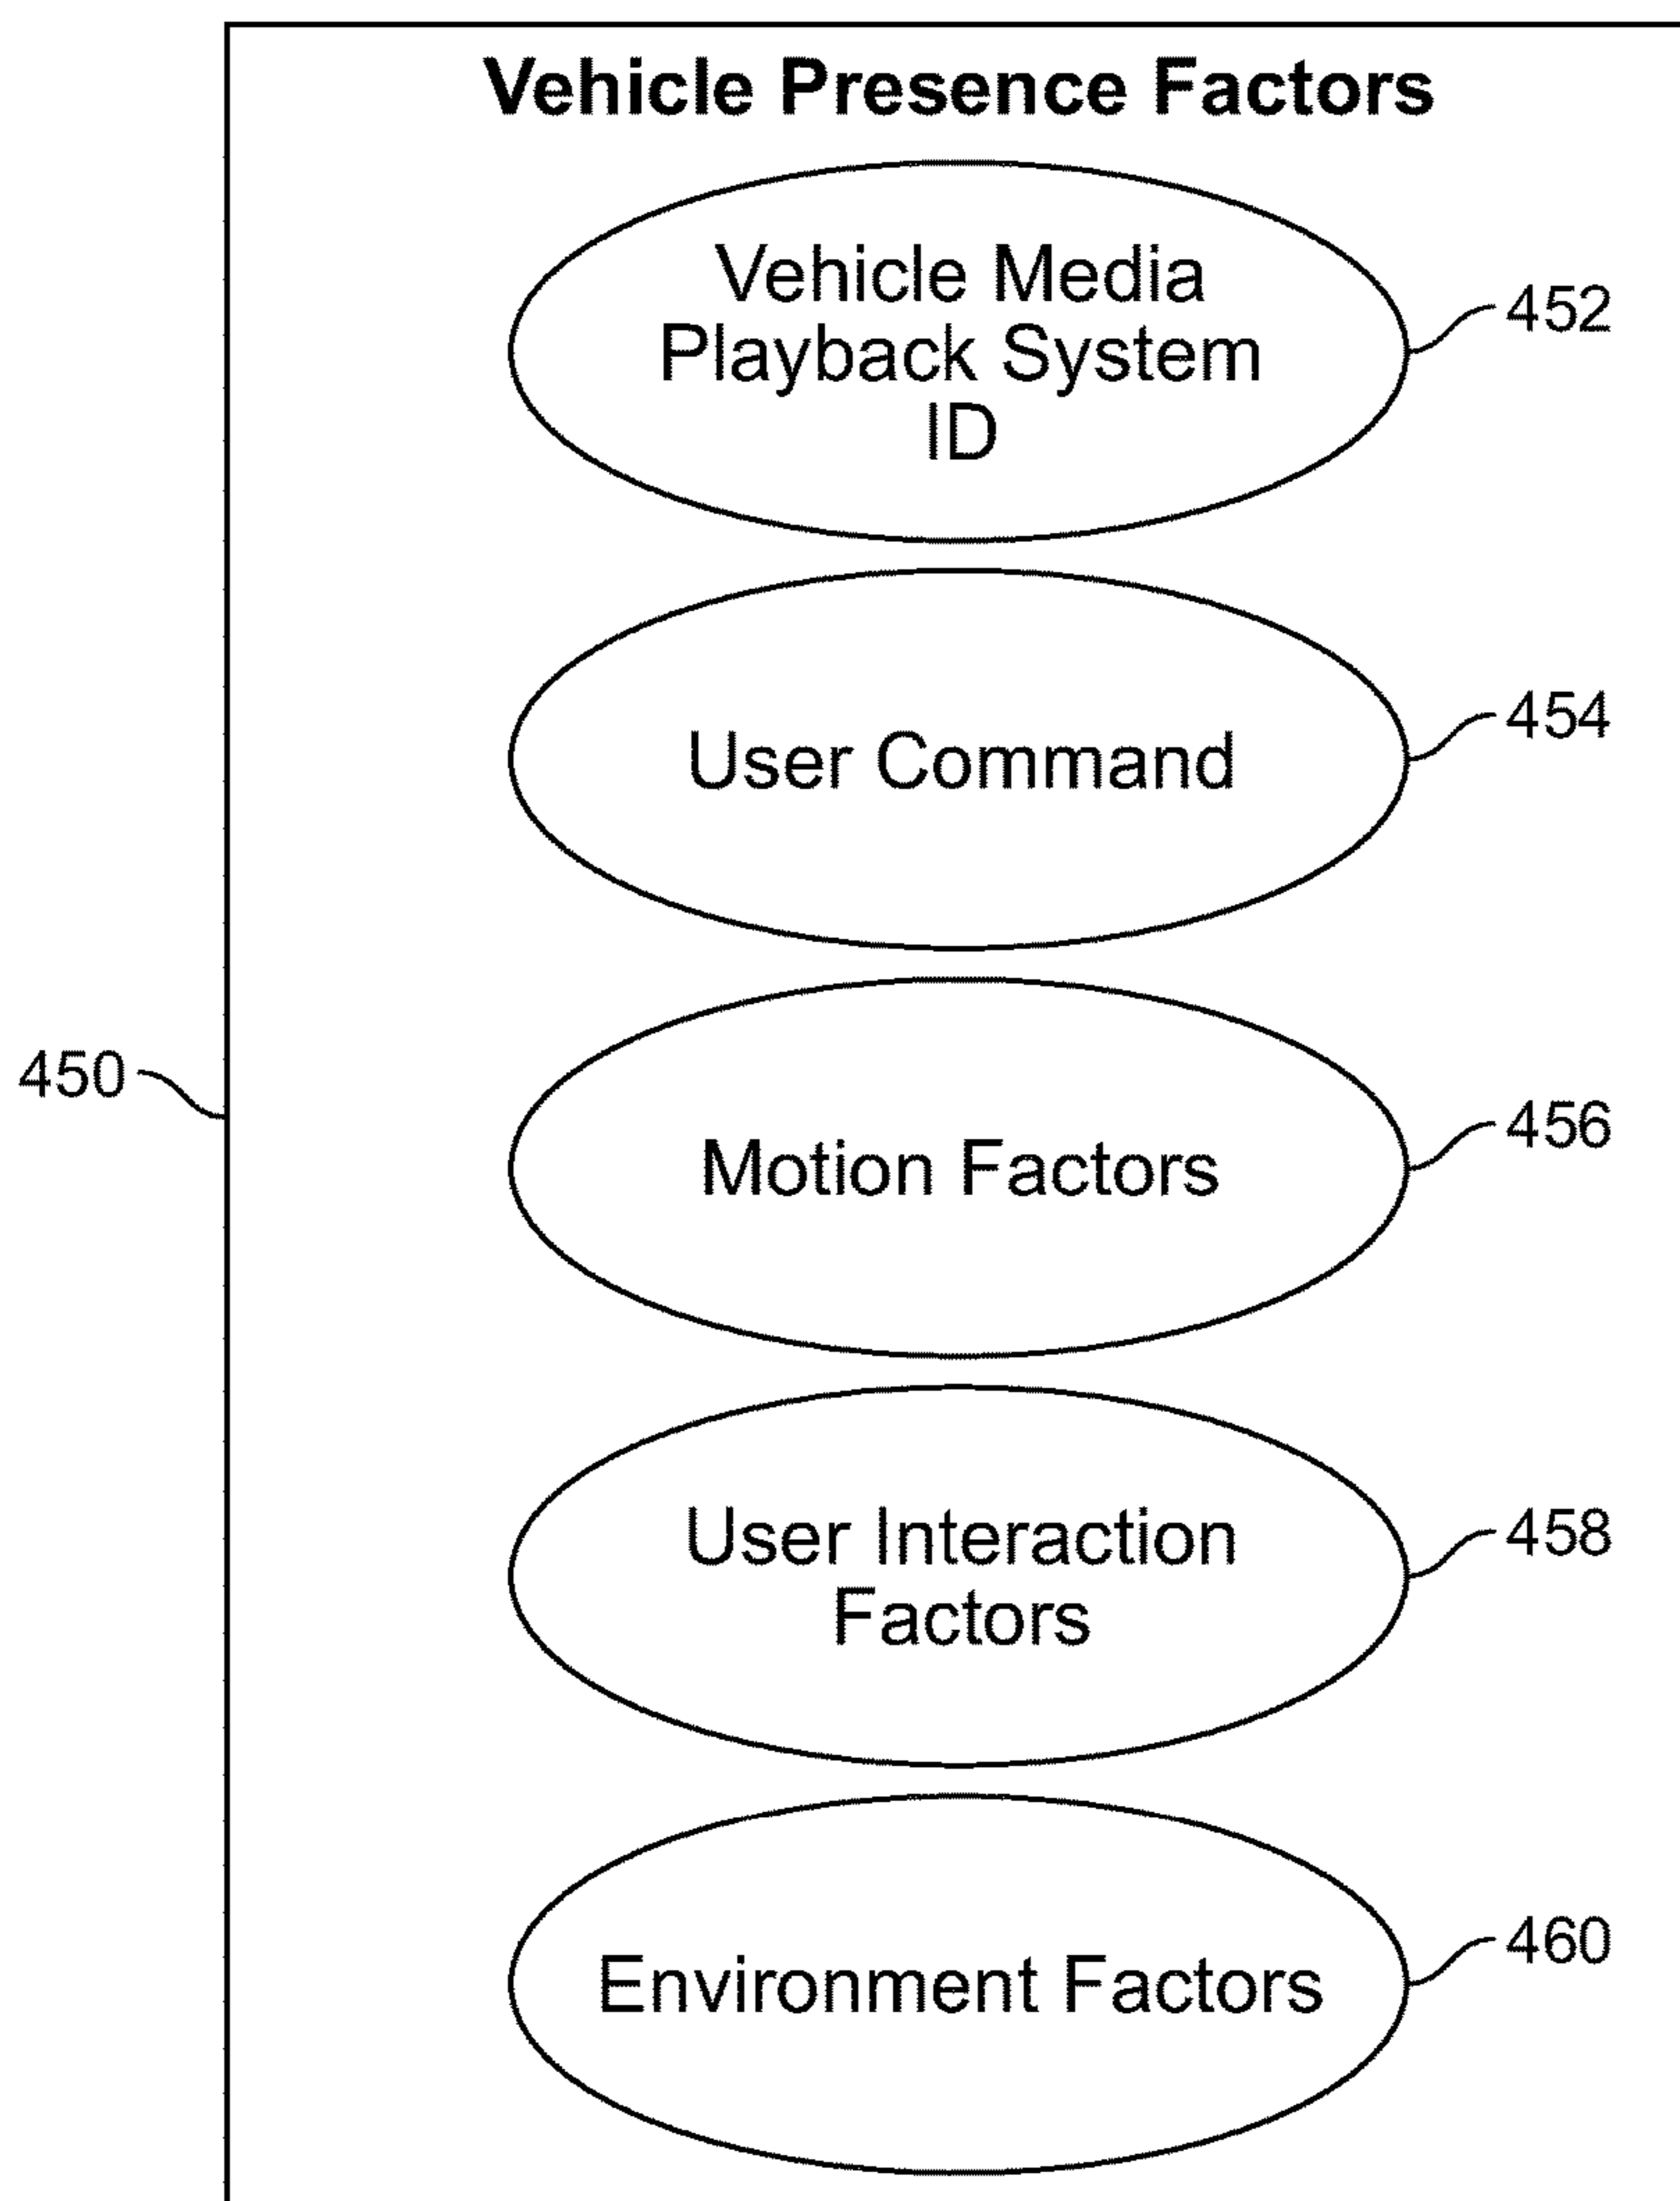 Vehicle Presence Factors
Vehicle Media
Playback System
ID
452
User Command
454
450
Motion Factors
456
User Interaction
Factors
458
Environment Factors
460